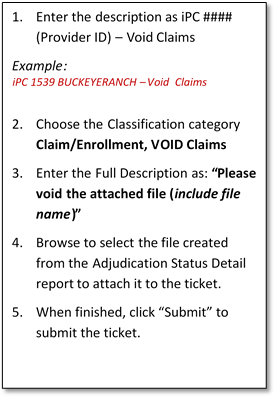 1. Enter the description as iPC ####
(Provider ID) – Void Claims
Example:
iPC 1539 BUCKEYERANCH – Void Claims
2. Choose the Classification category
Claim/Enrollment, VOID Claims
3. Enter the Full Description as: “Please
void the attached file (include file
name)”
4. Browse to select the file created
from the Adjudication Status Detail
report to attach it to the ticket.
5. When finished, click “Submit” to
submit the ticket.